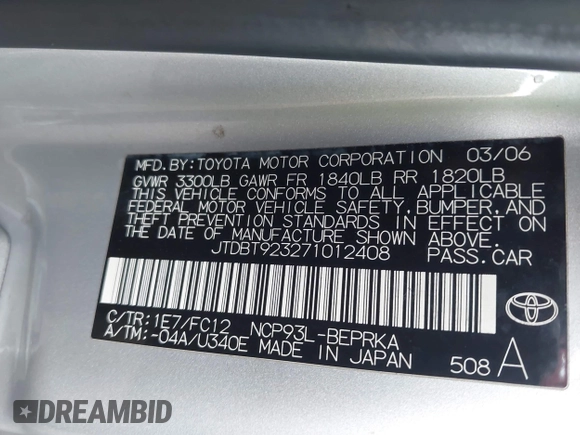 MFD.BY:TOYOTA MOTOR CORPORATION 03/06
GVWR 3300LB GAWR FR 1840LB RR 1820LB
THIS VEHICLE CONFORMS TO ALL APPLICABLE
FEDERAL MOTOR VEHICLE SAFETY,BUMPER,AND
THEFT PREVENTION STANDARDS IN EFFECT
ON THE DATE OF MANUFACTURE SHOWN ABOVE.
JTDBT923271012408 PASS.CAR
C/TR:1E7/FC12 NCP93L-BEPRKA
A/TM:-04A/U340E MADE IN JAPAN 508 A
DREAMBID